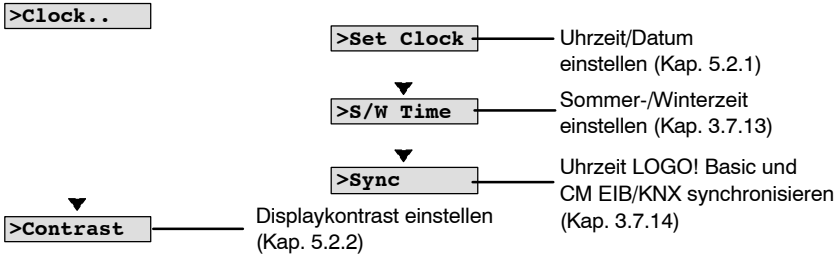 >Clock..
>Set Clock
Uhrzeit/Datum
einstellen (Kap. 5.2.1)
>S/W Time
Sommer-/Winterzeit
einstellen (Kap. 3.7.13)
>Sync
Uhrzeit LOGO! Basic und
CM EIB/KNX synchronisieren
(Kap. 3.7.14)
>Contrast
Displaykontrast einstellen
(Kap. 5.2.2)